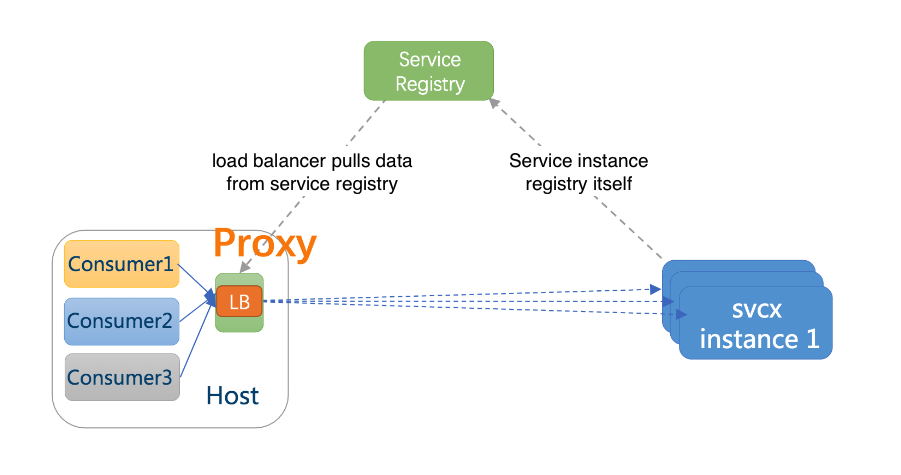 Service
Registry
load balancer pulls data
from service registry
Service instance
registry itself
Proxy
Consumer1
LB
Consumer2
Consumer3
Host
svcx
instance 1